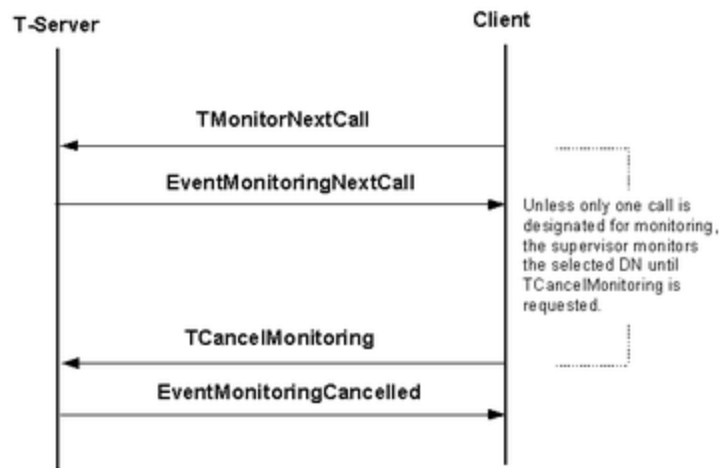 T-Server
Client
TMonitorNextCall
EventMonitoringNextCall
Unless only one call is
designated for monitoring,
the supervisor monitors
the selected DN until
TCancelMonitoring is
requested.
TCancelMonitoring
EventMonitoringCancelled